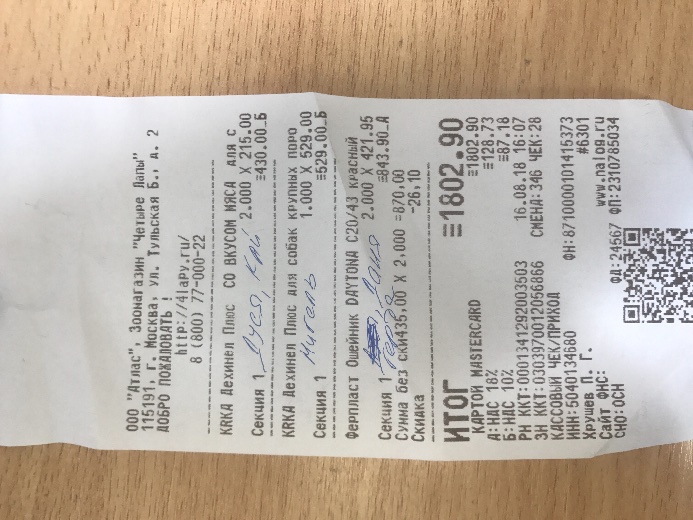 ООО "Атлас", Зоомагазин "Четыре Лапы"
115191, г. Москва, ул. Тульская Б., д. 2
ДОБРО ПОЖАЛОВАТЬ !
http://4lapy.ru/
8 (800) 77-000-22
KRKA Дехинел Плюс СО ВКУСОМ МЯСА для с
2.000 X 215.00
Секция 1 Дуся, Кай ≡430.00_Б
KRKA Дехинел Плюс для собак крупных поро
1.000 X 529.00
Секция 1 Мигель ≡529.00_Б
Ферпласт Ошейник DAYTONA C20/43 красный
2.000 X 421.95
Секция 1 ≡843.90_А
Сумма без ски435,00 X 2,000 =870,00
Скидка -26,10
ИТОГ ≡1802.90
КАРТОЙ MASTERCARD ≡1802.90
А:НДС 18% ≡128.73
Б:НДС 10% ≡87.18
РН ККТ:0001341292003503 16.08.18 16:07
ЗН ККТ:0303970012056866 СМЕНА:346 ЧЕК:28
КАССОВЫЙ ЧЕК/ПРИХОД
ИНН:5040134680 ФН:8710000101415373
Хрущев П. Г. #6301
Сайт ФНС: www.nalog.ru
СНО:ОСН ФД:24567 ФП:2310785034